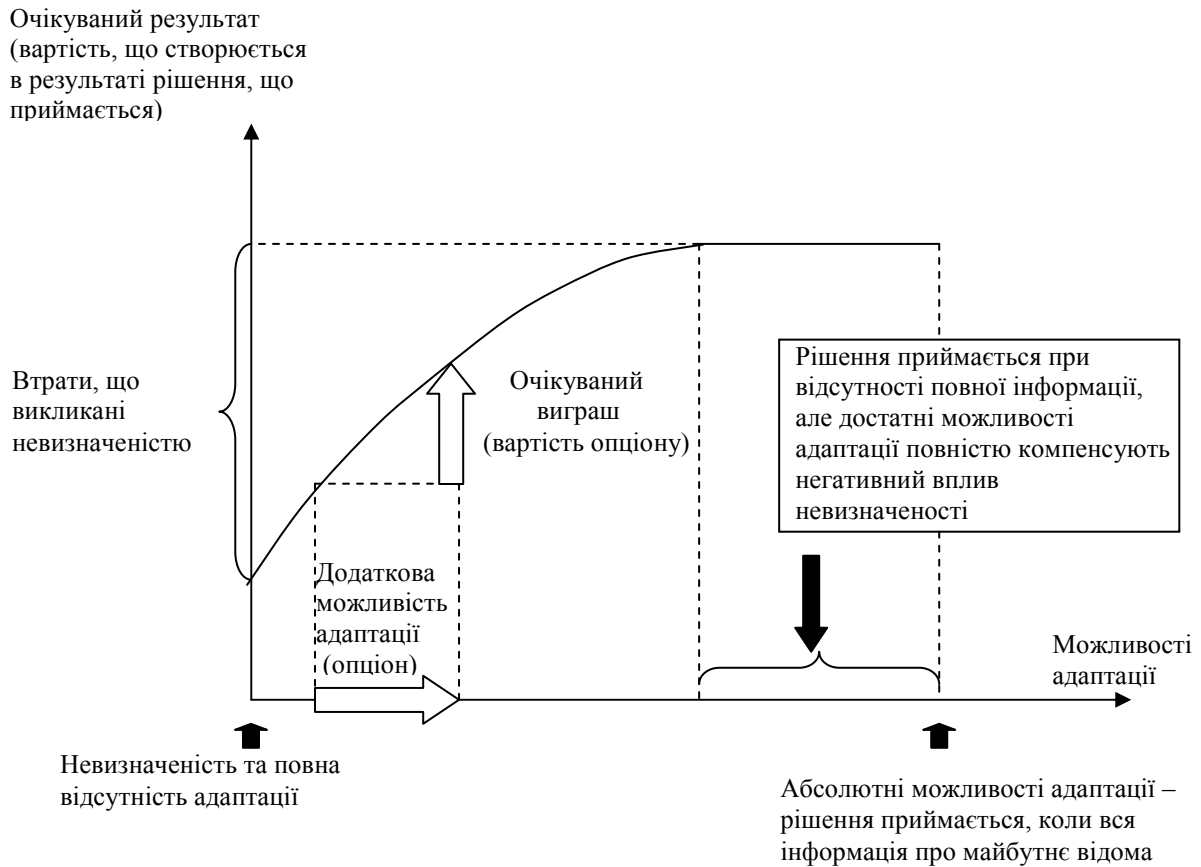 Очікуваний результат
(вартість, що створюється
в результаті рішення, що
приймається)
Втрати, що
викликані
невизначеністю
Очікуваний
виграш
(вартість опціону)
Рішення приймається при
відсутності повної інформації,
але достатні можливості
адаптації повністю компенсують
негативний вплив
невизначеності
Додаткова
можливість
адаптації
(опціон)
Можливості
адаптації
Невизначеність та повна
відсутність адаптації
Абсолютні можливості адаптації –
рішення приймається, коли вся
інформація про майбутнє відома